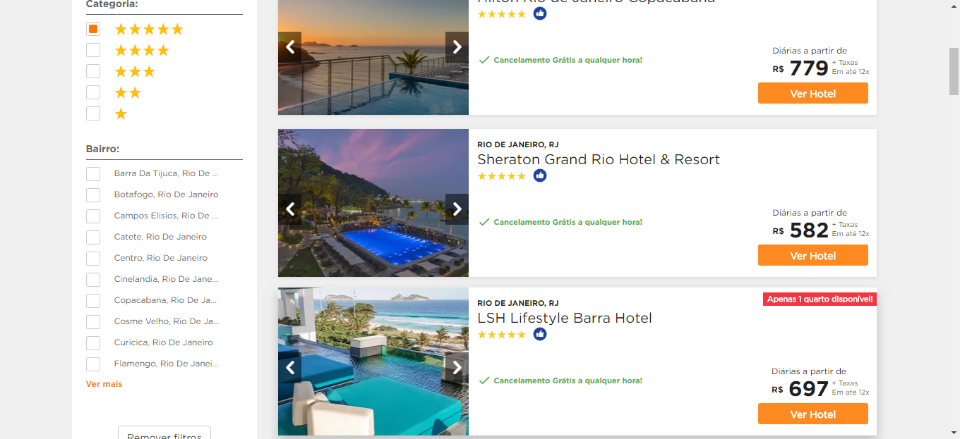 Categoria:
Bairro:
Barra Da Tijuca, Rio De ...
Botafogo, Rio De Janeiro
Campos Elisios, Rio De ...
Catete, Rio De Janeiro
Centro, Rio De Janeiro
Cinelandia, Rio De Jane...
Copacabana, Rio De Ja...
Cosme Velho, Rio De Ja...
Curicica, Rio De Janeiro
Flamengo, Rio De Janei...
Ver mais
Remover filtros
Hilton Rio de Janeiro Copacabana
Cancelamento Grátis a qualquer hora!
Diárias a partir de
R$ 779 + Taxas
Em até 12x
Ver Hotel
RIO DE JANEIRO, RJ
Sheraton Grand Rio Hotel & Resort
Cancelamento Grátis a qualquer hora!
Diárias a partir de
R$ 582 + Taxas
Em até 12x
Ver Hotel
Apenas 1 quarto disponível!
RIO DE JANEIRO, RJ
LSH Lifestyle Barra Hotel
Cancelamento Grátis a qualquer hora!
Diárias a partir de
R$ 697 + Taxas
Em até 12x
Ver Hotel